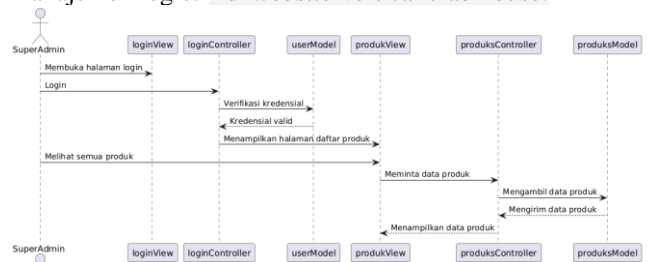 SuperAdmin
loginView
loginController
userModel
produkView
produksController
produksModel
Membuka halaman login
Login
Verifikasi kredensial
Kredensial valid
Menampilkan halaman daftar produk
Melihat semua produk
Meminta data produk
Mengambil data produk
Mengirim data produk
Menampilkan data produk
SuperAdmin
loginView
loginController
userModel
produkView
produksController
produksModel